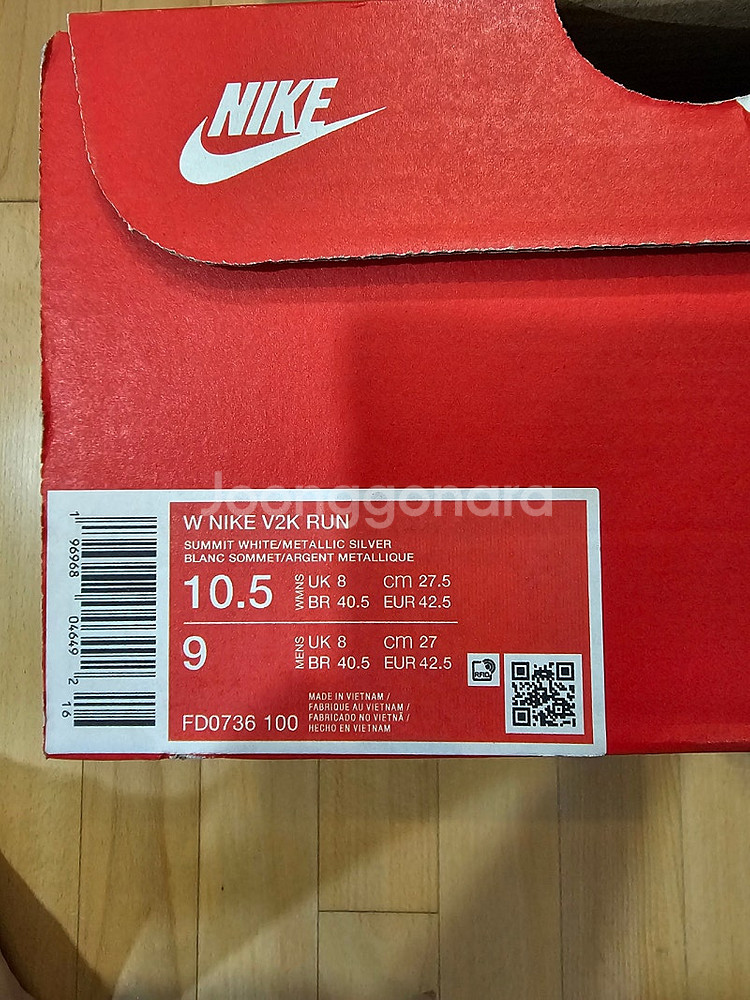 NIKE
Joonggonara
W NIKE V2K RUN
SUMMIT WHITE/METALLIC SILVER
BLANC SOMMET/ARGENT METALLIQUE
10.5 WMNS UK 8 cm 27.5
BR 40.5 EUR 42.5
9 MENS UK 8 cm 27
BR 40.5 EUR 42.5
RFID
FD0736 100
MADE IN VIETNAM /
FABRIQUE AU VIETNAM /
FABRICADO NO VIETNÃ /
HECHO EN VIETNAM
1 96968 04649 2 16